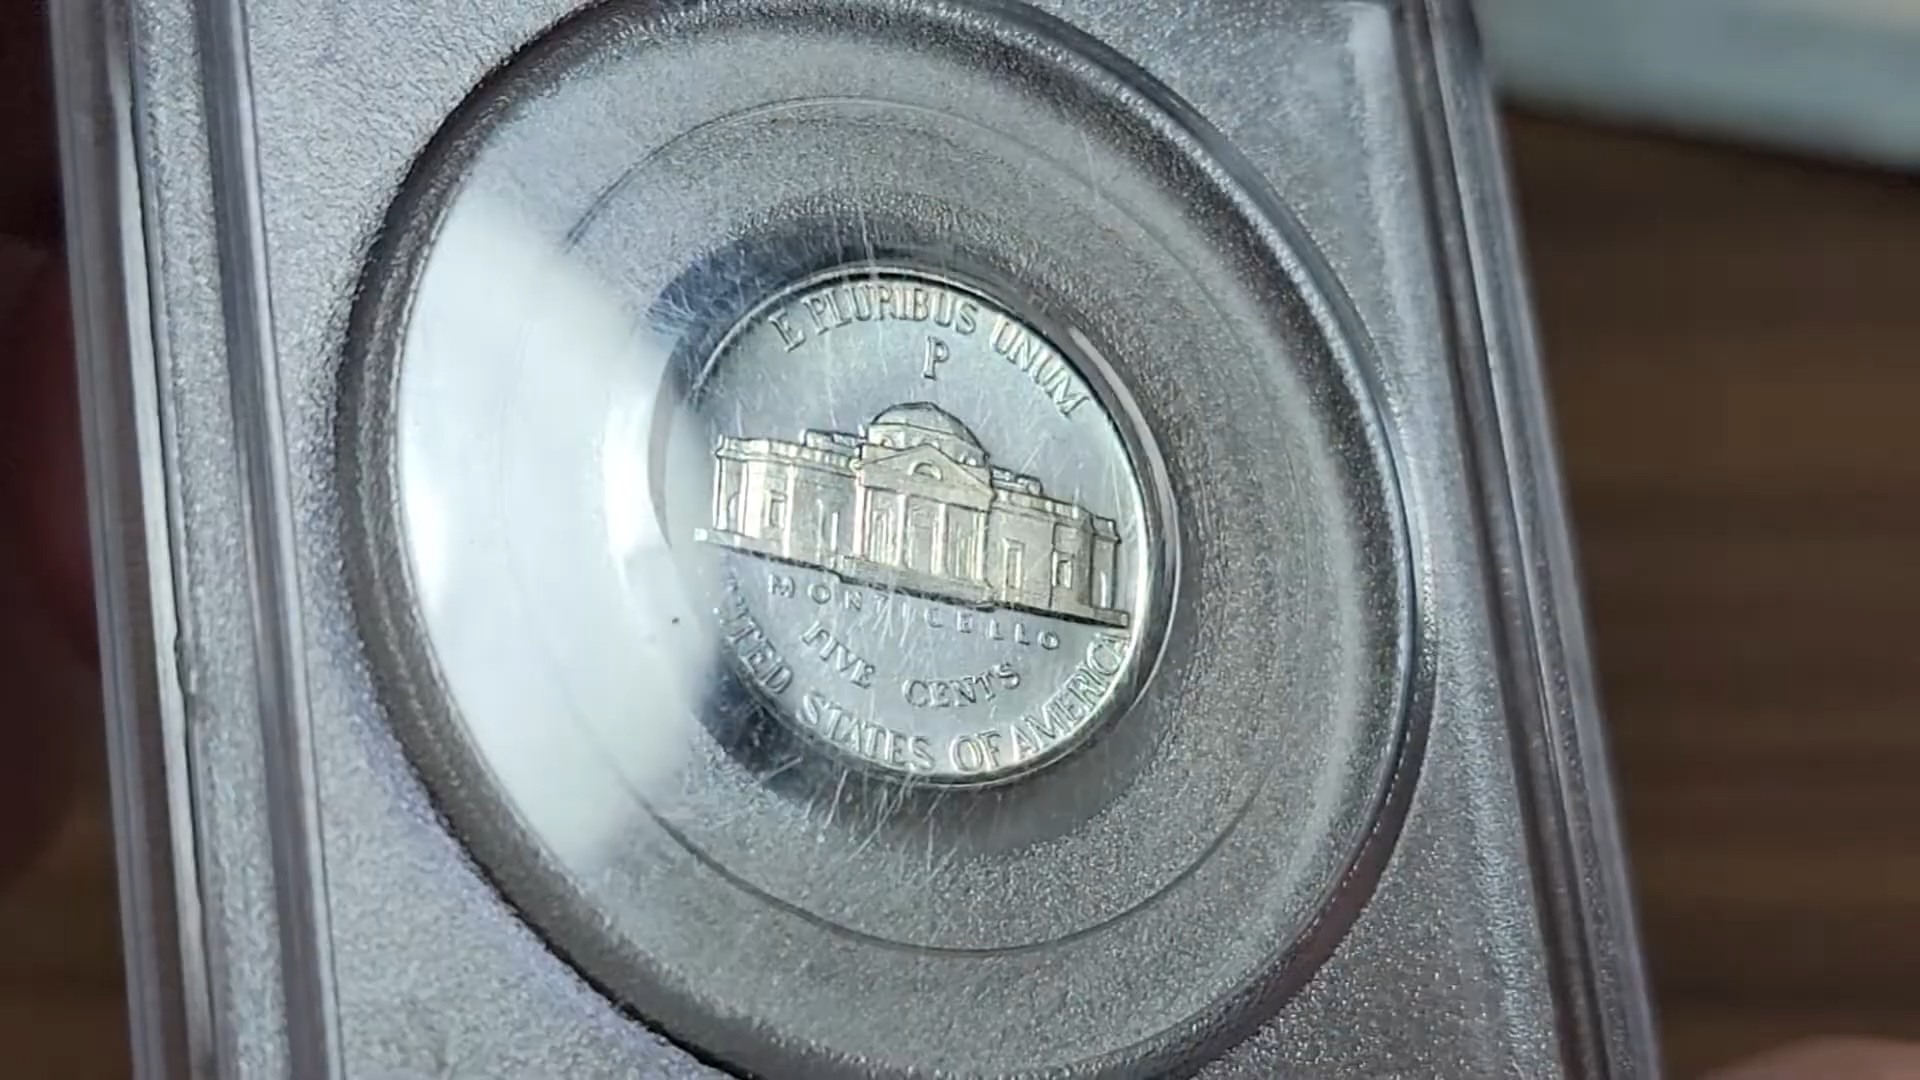 E PLURIBUS UNUM
P
MONTICELLO
FIVE CENTS
UNITED STATES OF AMERICA